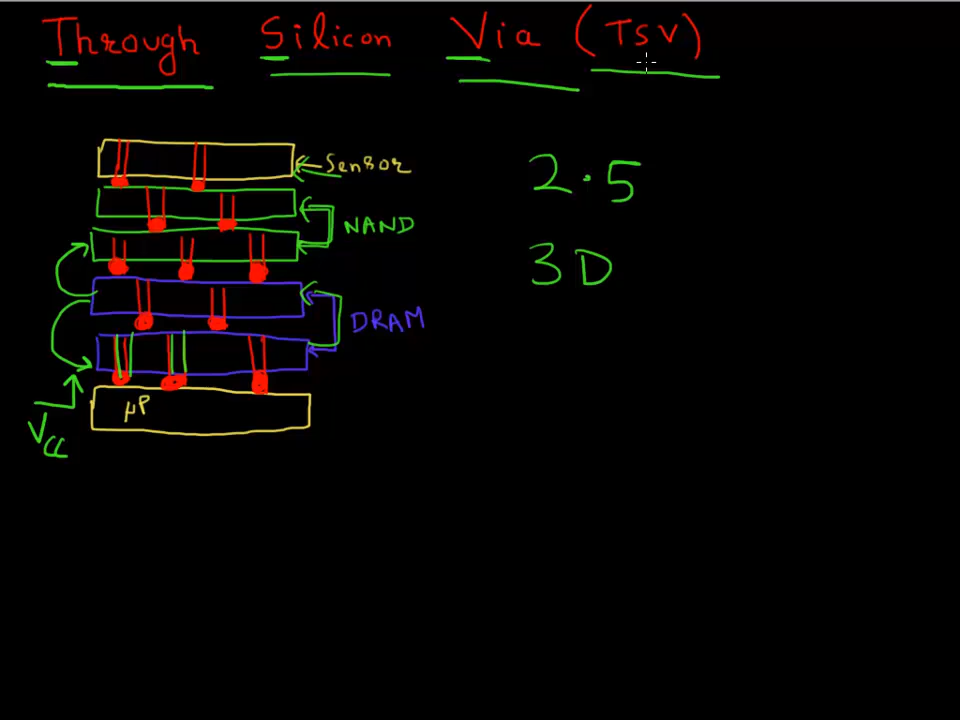 Through Silicon Via (TSV)
Sensor
2.5
NAND
3D
DRAM
μP
Vcc